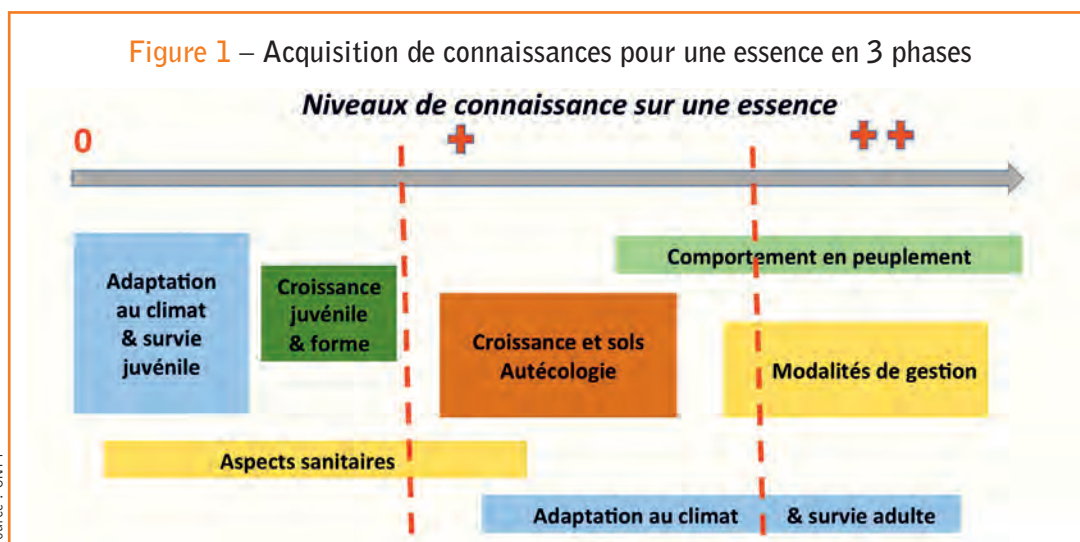 Figure 1 – Acquisition de connaissances pour une essence en 3 phases
Niveaux de connaissance sur une essence
0
+
++
Comportement en peuplement
Adaptation
au climat
& survie
juvénile
Croissance
juvénile
& forme
Croissance et sols
Autécologie
Modalités de gestion
Aspects sanitaires
Adaptation au climat & survie adulte